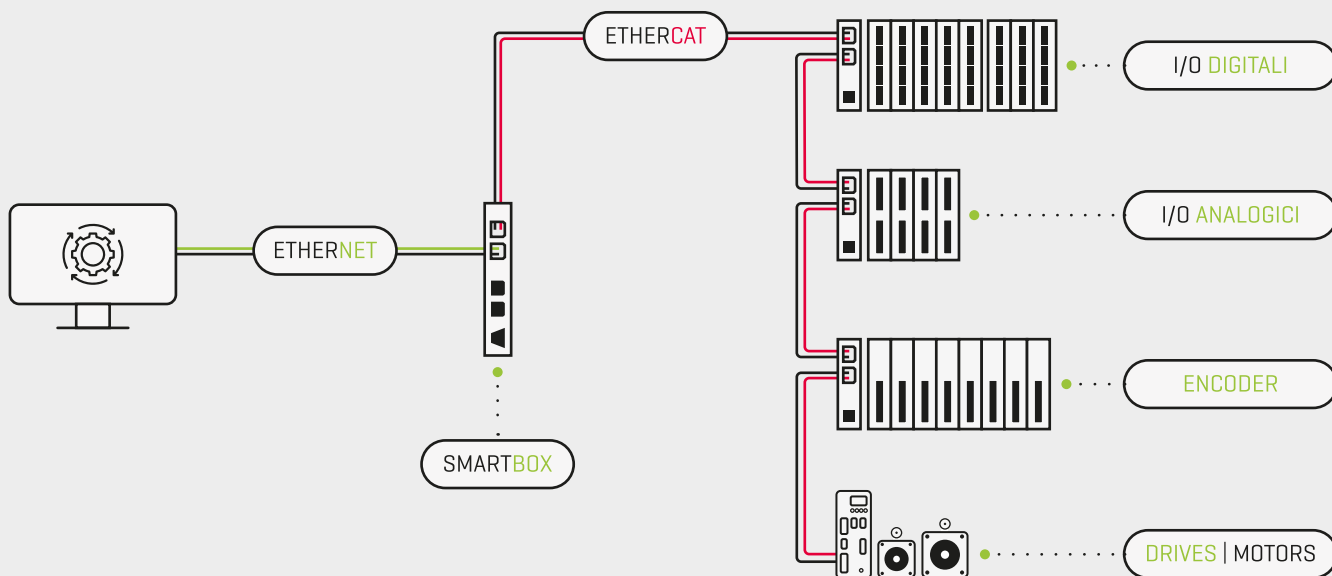 ETHERCAT
I/O DIGITALI
I/O ANALOGICI
ETHERNET
ENCODER
SMARTBOX
DRIVES | MOTORS